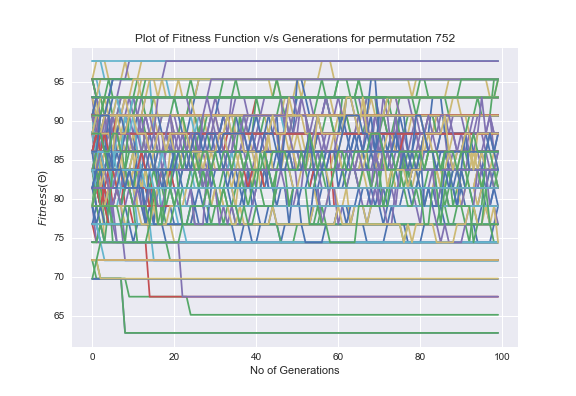 Plot of Fitness Function v/s Generations for permutation 752
Fitness(Θ)
95
90
85
80
75
70
65
0 20 40 60 80 100
No of Generations